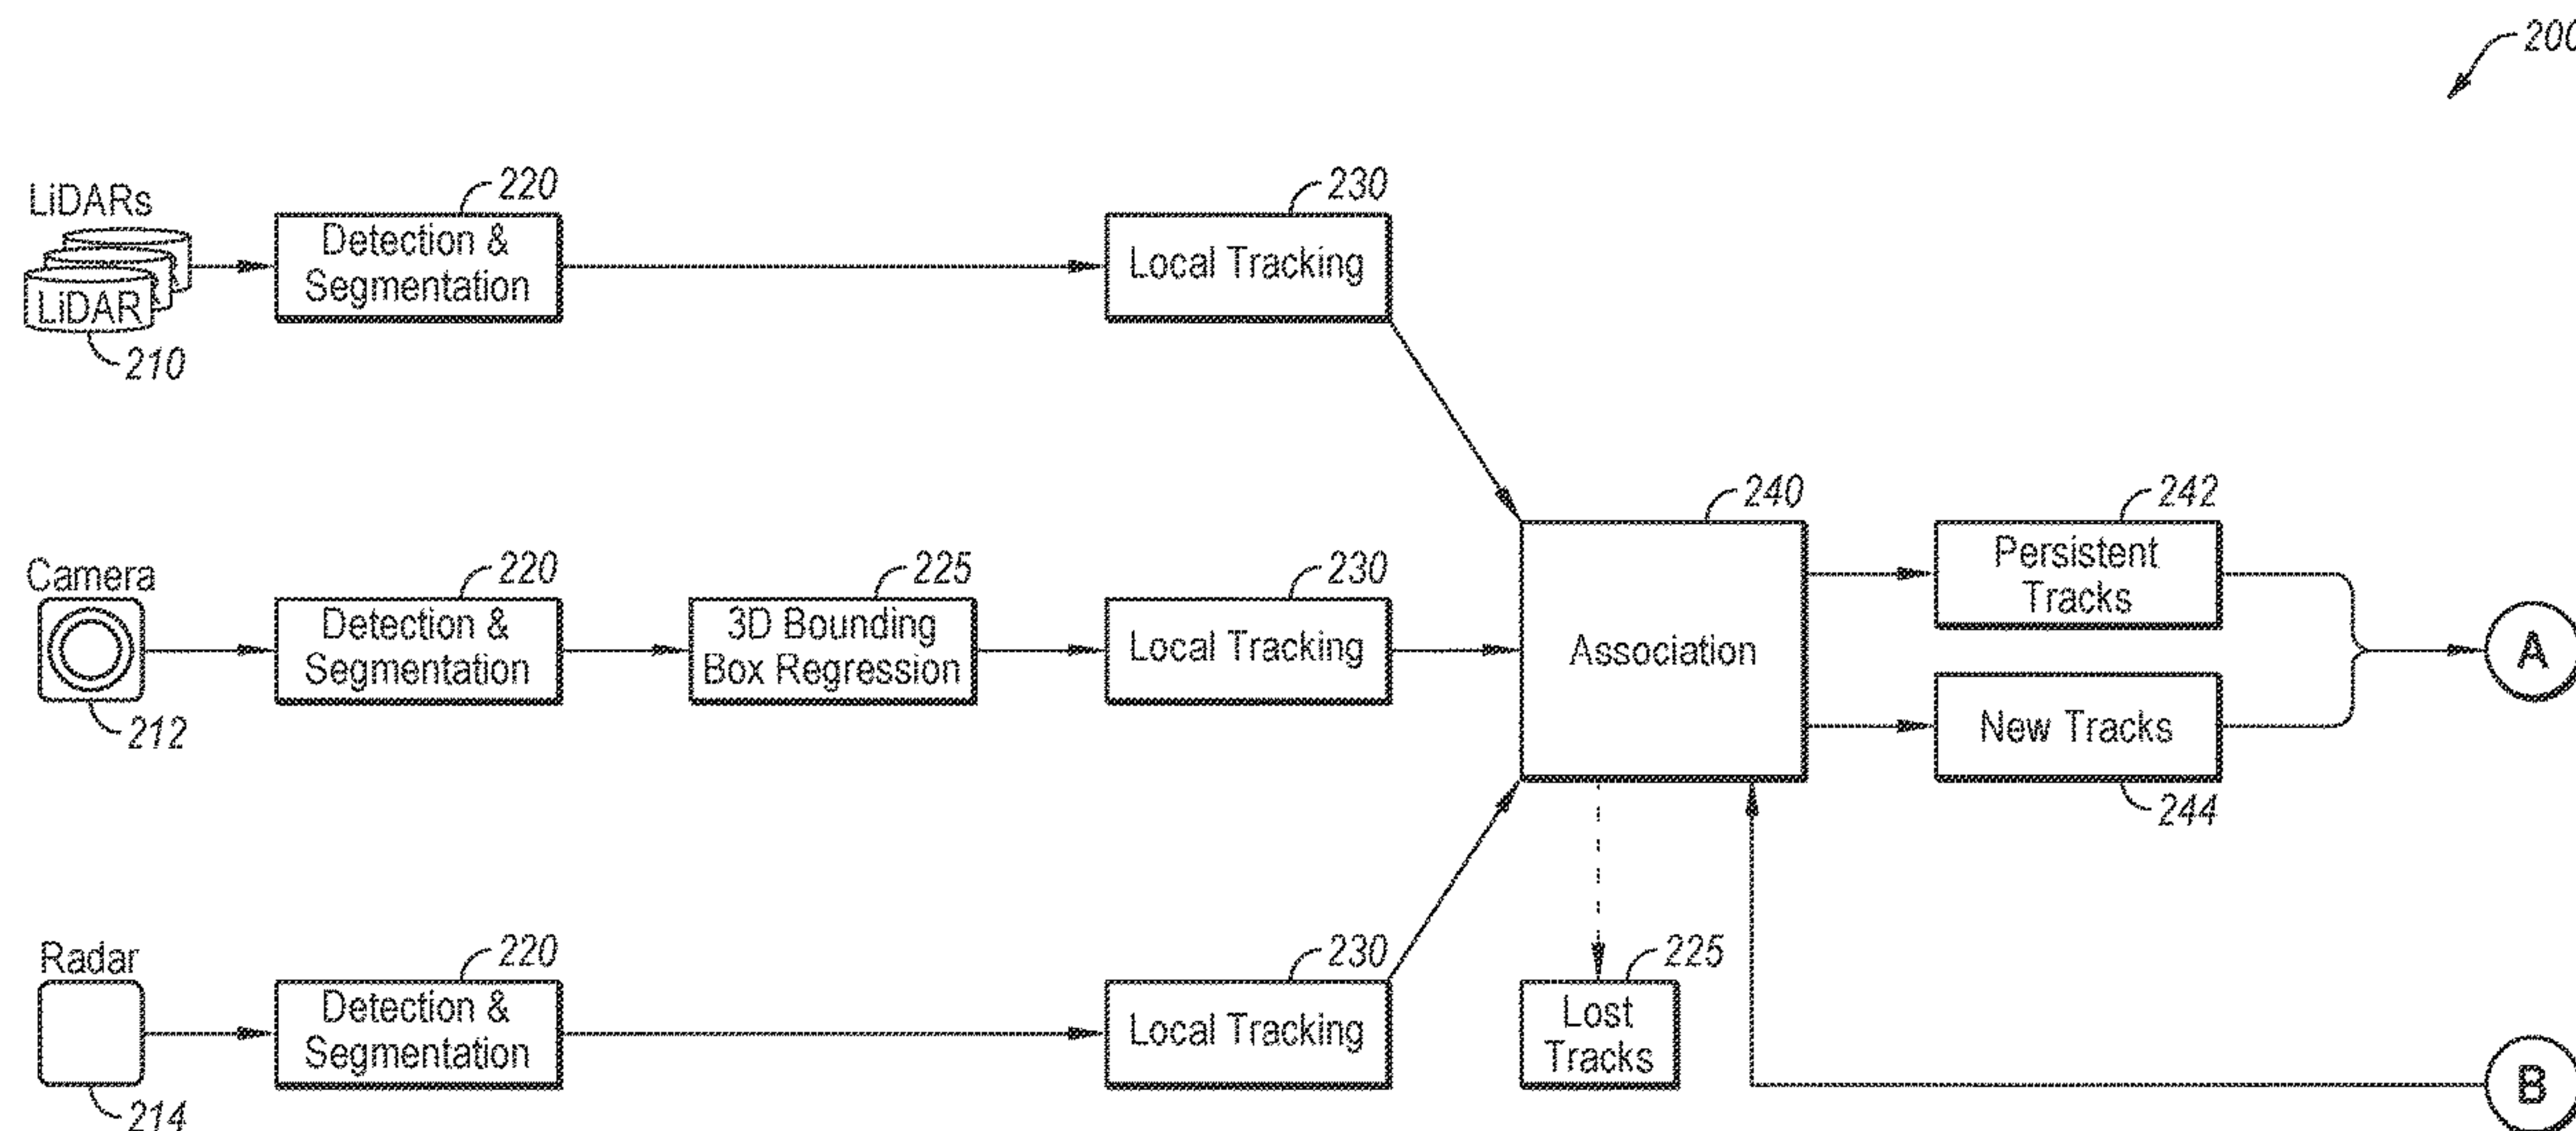 200
LiDARs
LiDAR
210
220
Detection &
Segmentation
230
Local Tracking
Camera
212
220
Detection &
Segmentation
225
3D Bounding
Box Regression
230
Local Tracking
240
Association
242
Persistent
Tracks
New Tracks
244
A
Radar
214
220
Detection &
Segmentation
230
Local Tracking
225
Lost
Tracks
B